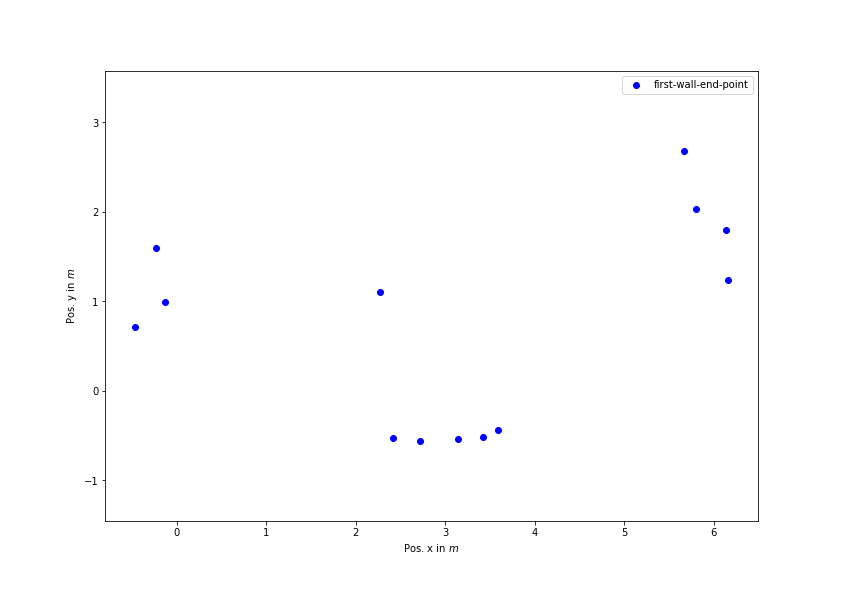 first-wall-end-point
3
2
1
0
−1
Pos. y in m
0 1 2 3 4 5 6
Pos. x in m